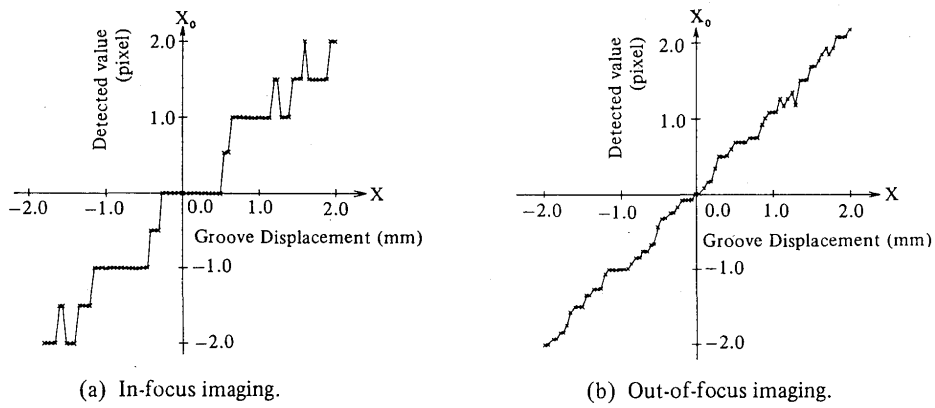 X₀
Detected value
(pixel)
2.0
1.0
−2.0
−1.0
0.0
1.0
2.0
X
Groove Displacement (mm)
−1.0
−2.0
(a) In-focus imaging.
X₀
Detected value
(pixel)
2.0
1.0
−2.0
−1.0
0.0
1.0
2.0
X
Groove Displacement (mm)
−1.0
−2.0
(b) Out-of-focus imaging.